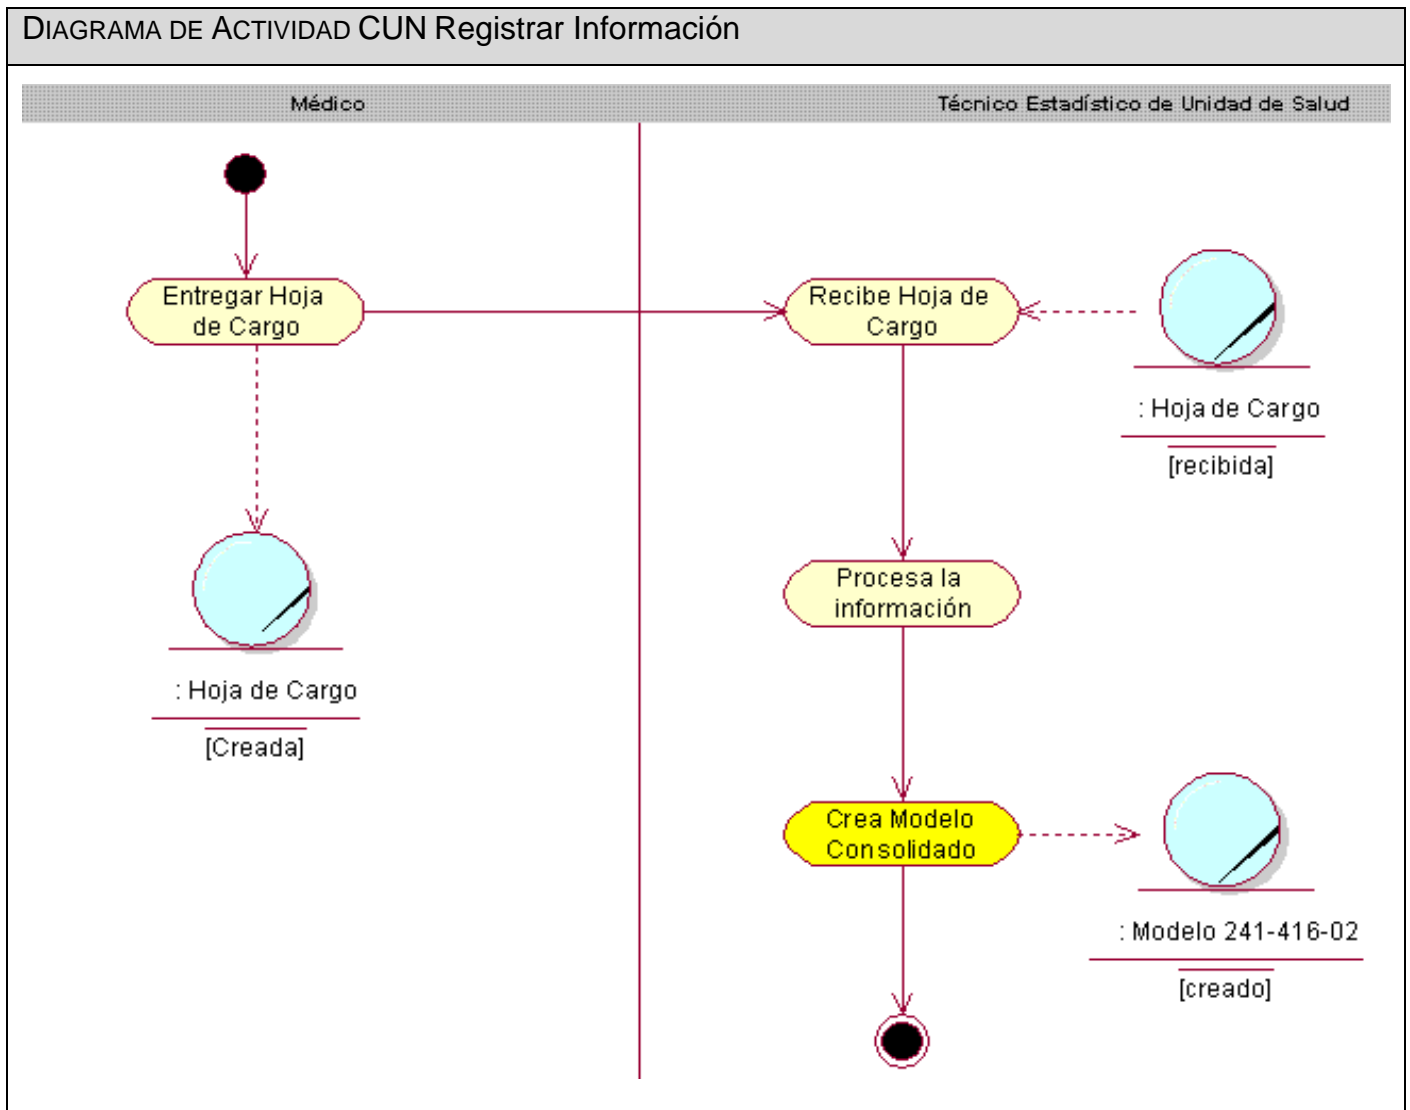 DIAGRAMA DE ACTIVIDAD CUN Registrar Información
Médico
Técnico Estadístico de Unidad de Salud
Entregar Hoja
de Cargo
Recibe Hoja de
Cargo
: Hoja de Cargo
[recibida]
Procesa la
información
: Hoja de Cargo
[Creada]
Crea Modelo
Consolidado
: Modelo 241-416-02
[creado]